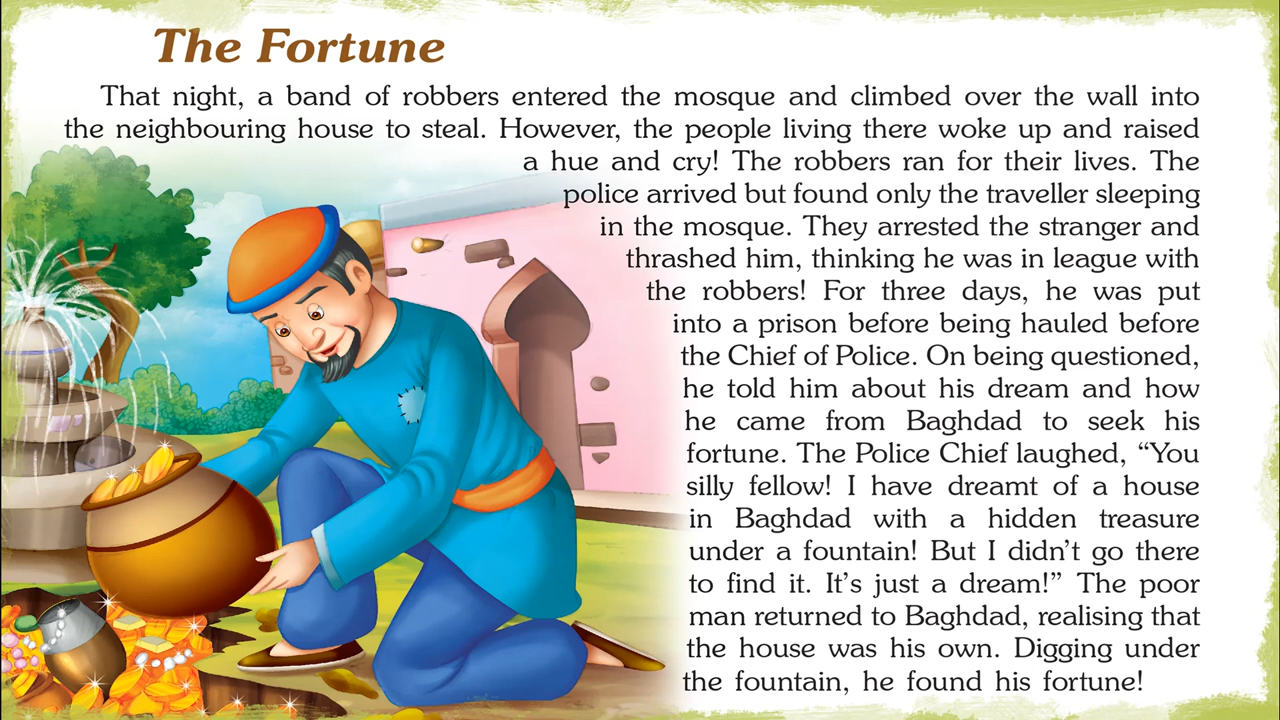 The Fortune
That night, a band of robbers entered the mosque and climbed over the wall into
the neighbouring house to steal. However, the people living there woke up and raised
a hue and cry! The robbers ran for their lives. The
police arrived but found only the traveller sleeping
in the mosque. They arrested the stranger and
thrashed him, thinking he was in league with
the robbers! For three days, he was put
into a prison before being hauled before
the Chief of Police. On being questioned,
he told him about his dream and how
he came from Baghdad to seek his
fortune. The Police Chief laughed, “You
silly fellow! I have dreamt of a house
in Baghdad with a hidden treasure
under a fountain! But I didn’t go there
to find it. It’s just a dream!” The poor
man returned to Baghdad, realising that
the house was his own. Digging under
the fountain, he found his fortune!